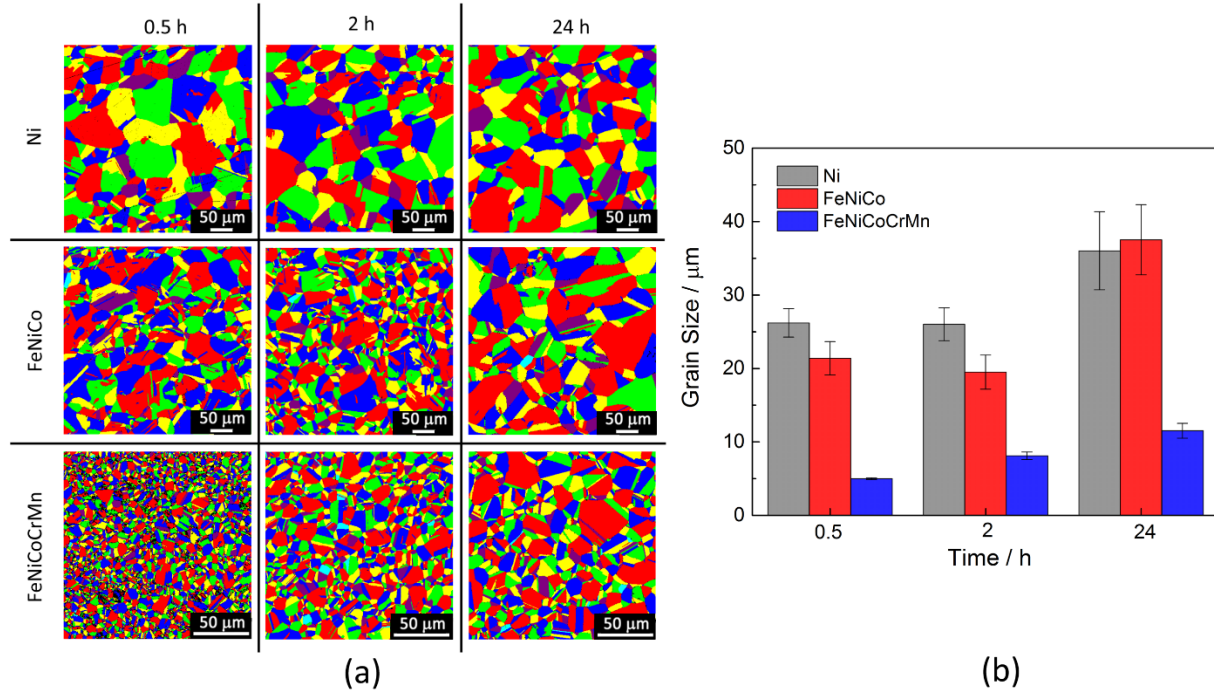 0.5 h 2 h 24 h
Ni
50 μm 50 μm 50 μm
FeNiCo
50 μm 50 μm 50 μm
FeNiCoCrMn
50 μm 50 μm 50 μm
(a)
50
40
30
20
10
0
Grain Size / μm
Ni
FeNiCo
FeNiCoCrMn
0.5 2 24
Time / h
(b)